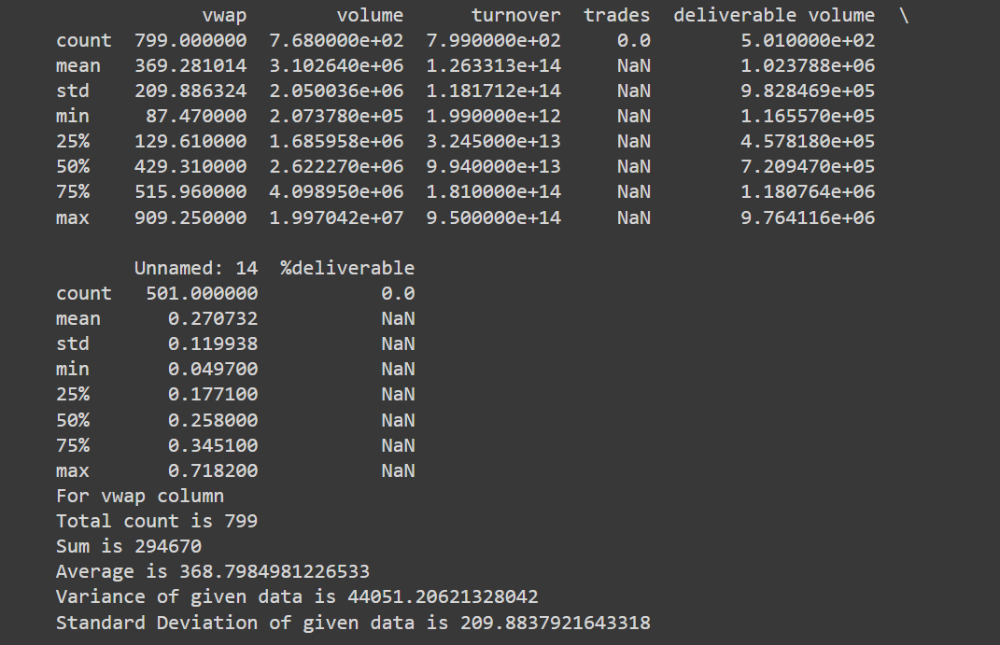 vwap volume turnover trades deliverable volume \
count 799.000000 7.680000e+02 7.990000e+02 0.0 5.010000e+02
mean 369.281014 3.102640e+06 1.263313e+14 NaN 1.023788e+06
std 209.886324 2.050036e+06 1.181712e+14 NaN 9.828469e+05
min 87.470000 2.073780e+05 1.990000e+12 NaN 1.165570e+05
25% 129.610000 1.685958e+06 3.245000e+13 NaN 4.578180e+05
50% 429.310000 2.622270e+06 9.940000e+13 NaN 7.209470e+05
75% 515.960000 4.098950e+06 1.810000e+14 NaN 1.180764e+06
max 909.250000 1.997042e+07 9.500000e+14 NaN 9.764116e+06
Unnamed: 14 %deliverable
count 501.000000 0.0
mean 0.270732 NaN
std 0.119938 NaN
min 0.049700 NaN
25% 0.177100 NaN
50% 0.258000 NaN
75% 0.345100 NaN
max 0.718200 NaN
For vwap column
Total count is 799
Sum is 294670
Average is 368.7984981226533
Variance of given data is 44051.20621328042
Standard Deviation of given data is 209.8837921643318